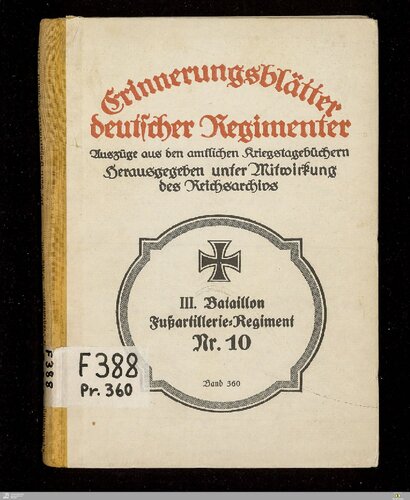 Erinnerungsblätter
deutscher Regimenter
Auszüge aus den amtlichen Kriegstagebüchern
Herausgegeben unter Mitwirkung
des Reichsarchivs
III. Bataillon
Fußartillerie-Regiment
Nr. 10
Band 360
F388
Pr. 360
F 388